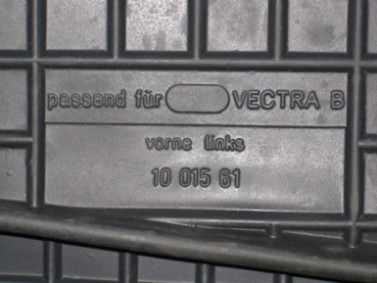 passend für VECTRA B
vorne links
10 015 61